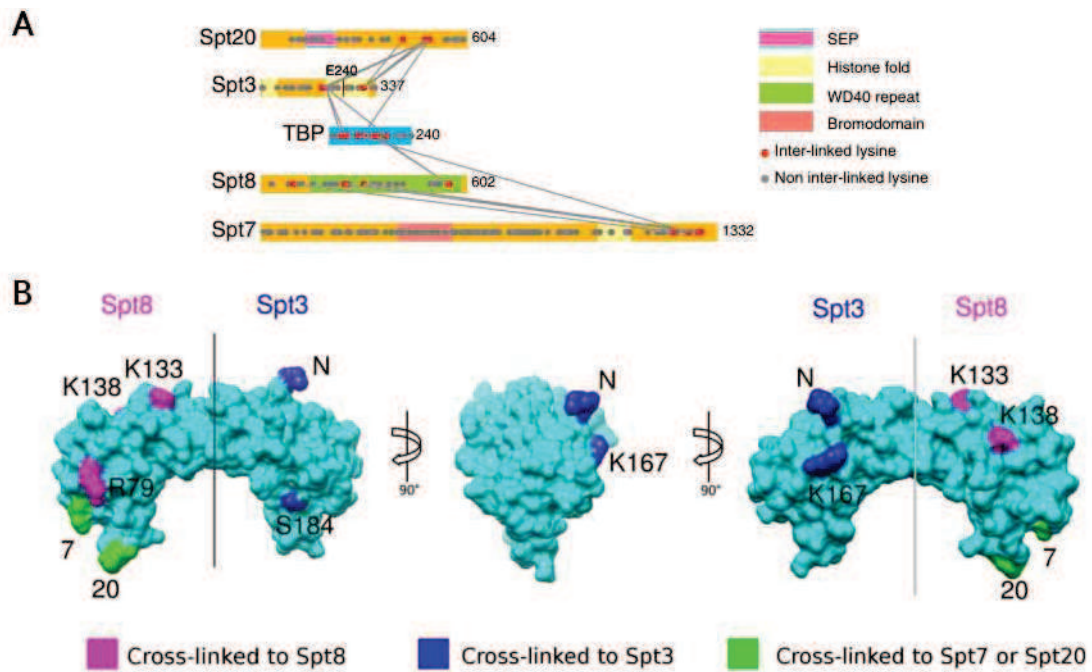 A
Spt20
604
E240
Spt3
337
TBP
240
Spt8
602
Spt7
1332
SEP
Histone fold
WD40 repeat
Bromodomain
Inter-linked lysine
Non inter-linked lysine
B
Spt8
Spt3
K138
K133
N
R79
S184
7
20
90°
N
K167
90°
Spt3
Spt8
N
K133
K138
K167
7
20
Cross-linked to Spt8
Cross-linked to Spt3
Cross-linked to Spt7 or Spt20